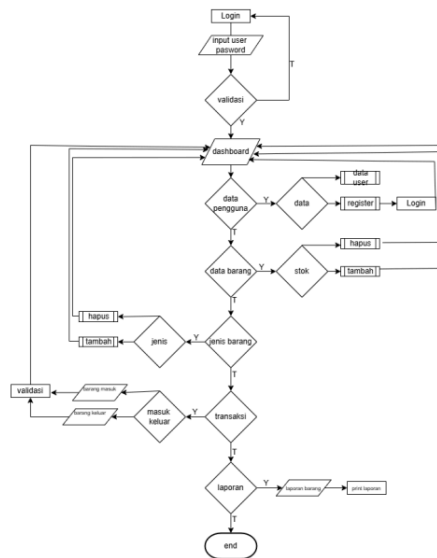 Login
input user
pasword
T
validasi
Y
dashboard
data
pengguna
Y
data
data
user
register
Login
T
data barang
Y
stok
hapus
tambah
T
hapus
tambah
jenis
Y
jenis barang
T
validasi
barang masuk
barang keluar
masuk
keluar
Y
transaksi
T
laporan
Y
laporan barang
print laporan
T
end